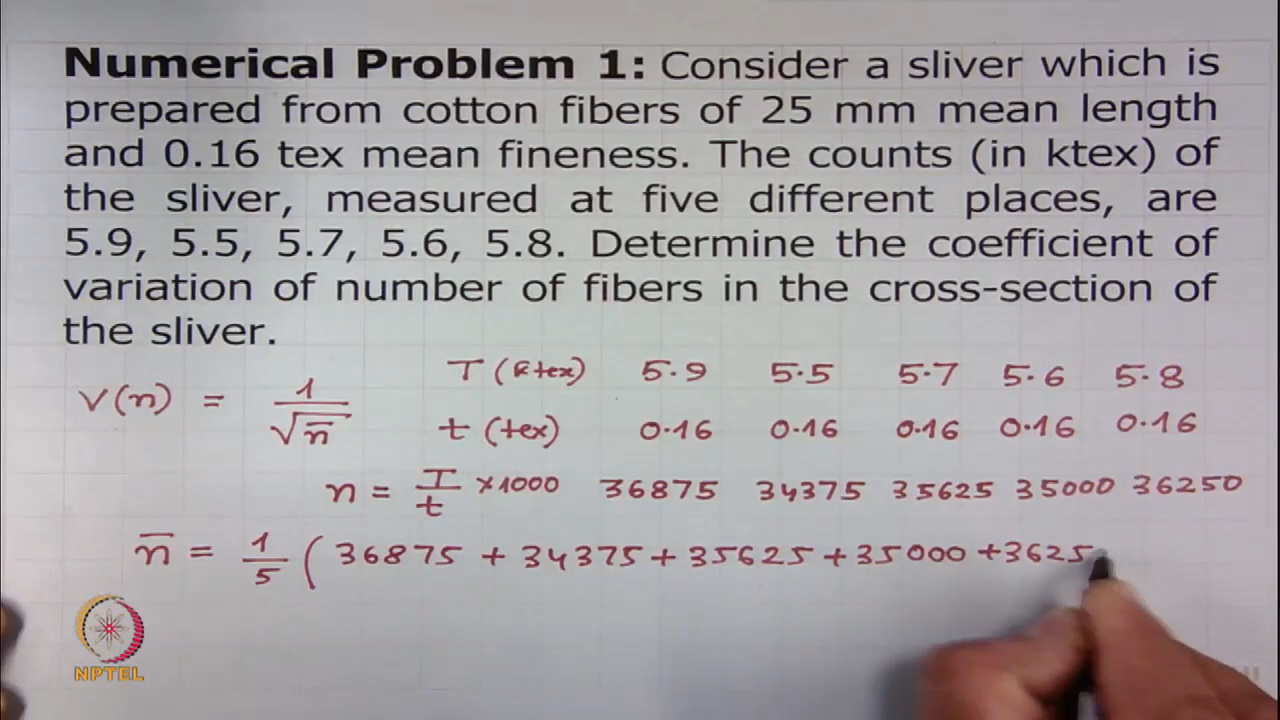 Numerical Problem 1: Consider a sliver which is
prepared from cotton fibers of 25 mm mean length
and 0.16 tex mean fineness. The counts (in ktex) of
the sliver, measured at five different places, are
5.9, 5.5, 5.7, 5.6, 5.8. Determine the coefficient of
variation of number of fibers in the cross-section of
the sliver.
T (ktex) 5.9 5.5 5.7 5.6 5.8
v(n) = 1/√n̅
t (tex) 0.16 0.16 0.16 0.16 0.16
n = T/t ×1000 36875 34375 35625 35000 36250
n̅ = 1/5 ( 36875 + 34375 + 35625 + 35000 + 3625
NPTEL